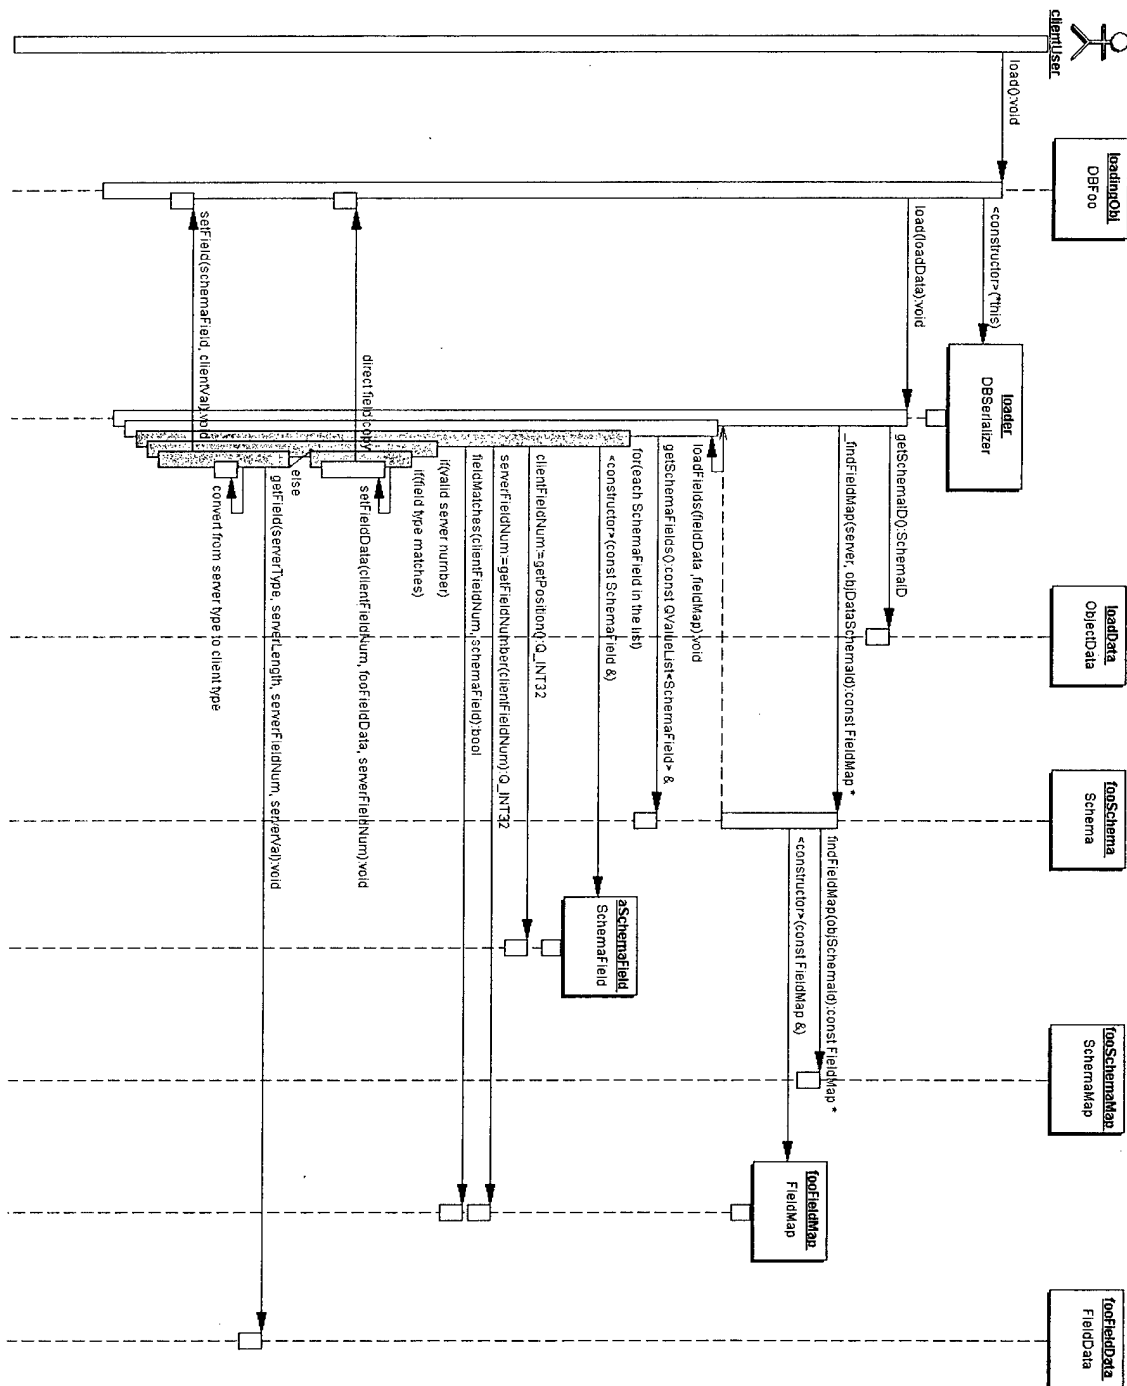 clientUser
loadingObj
DBFoo
loader
DBSerializer
loadData
ObjectData
fooSchema
Schema
aSchemaField
SchemaField
fooSchemaMap
SchemaMap
fooFieldMap
FieldMap
fooFieldData
FieldData
load():void
<constructor>(*this)
load(loadData):void
getSchemaID():SchemaID
_findFieldMap(server, objDataSchemaId):const FieldMap *
findFieldMap(objSchemaId):const FieldMap *
<constructor>(const FieldMap &)
loadFields(fieldData ,fieldMap):void
getSchemaFields():const QValueList<SchemaField> &
for(each SchemaField in the list)
<constructor>(const SchemaField &)
clientFieldNum:=getPosition():Q_INT32
serverFieldNum:=getFieldNumber(clientFieldNum):Q_INT32
fieldMatches(clientFieldNum, schemaField):bool
if(valid server number)
if(field type matches)
setFieldData(clientFieldNum, fooFieldData, serverFieldNum):void
direct field copy
else
getField(serverType, serverLength, serverFieldNum, serverVal):void
convert from server type to client type
setField(schemaField, clientVal):void